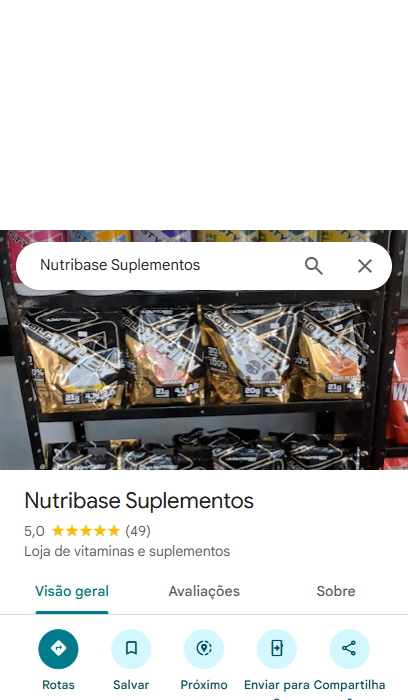 Nutribase Suplementos
Nutribase Suplementos
5,0 (49)
Loja de vitaminas e suplementos
Visão geral
Avaliações
Sobre
Rotas
Salvar
Próximo
Enviar para
Compartilha